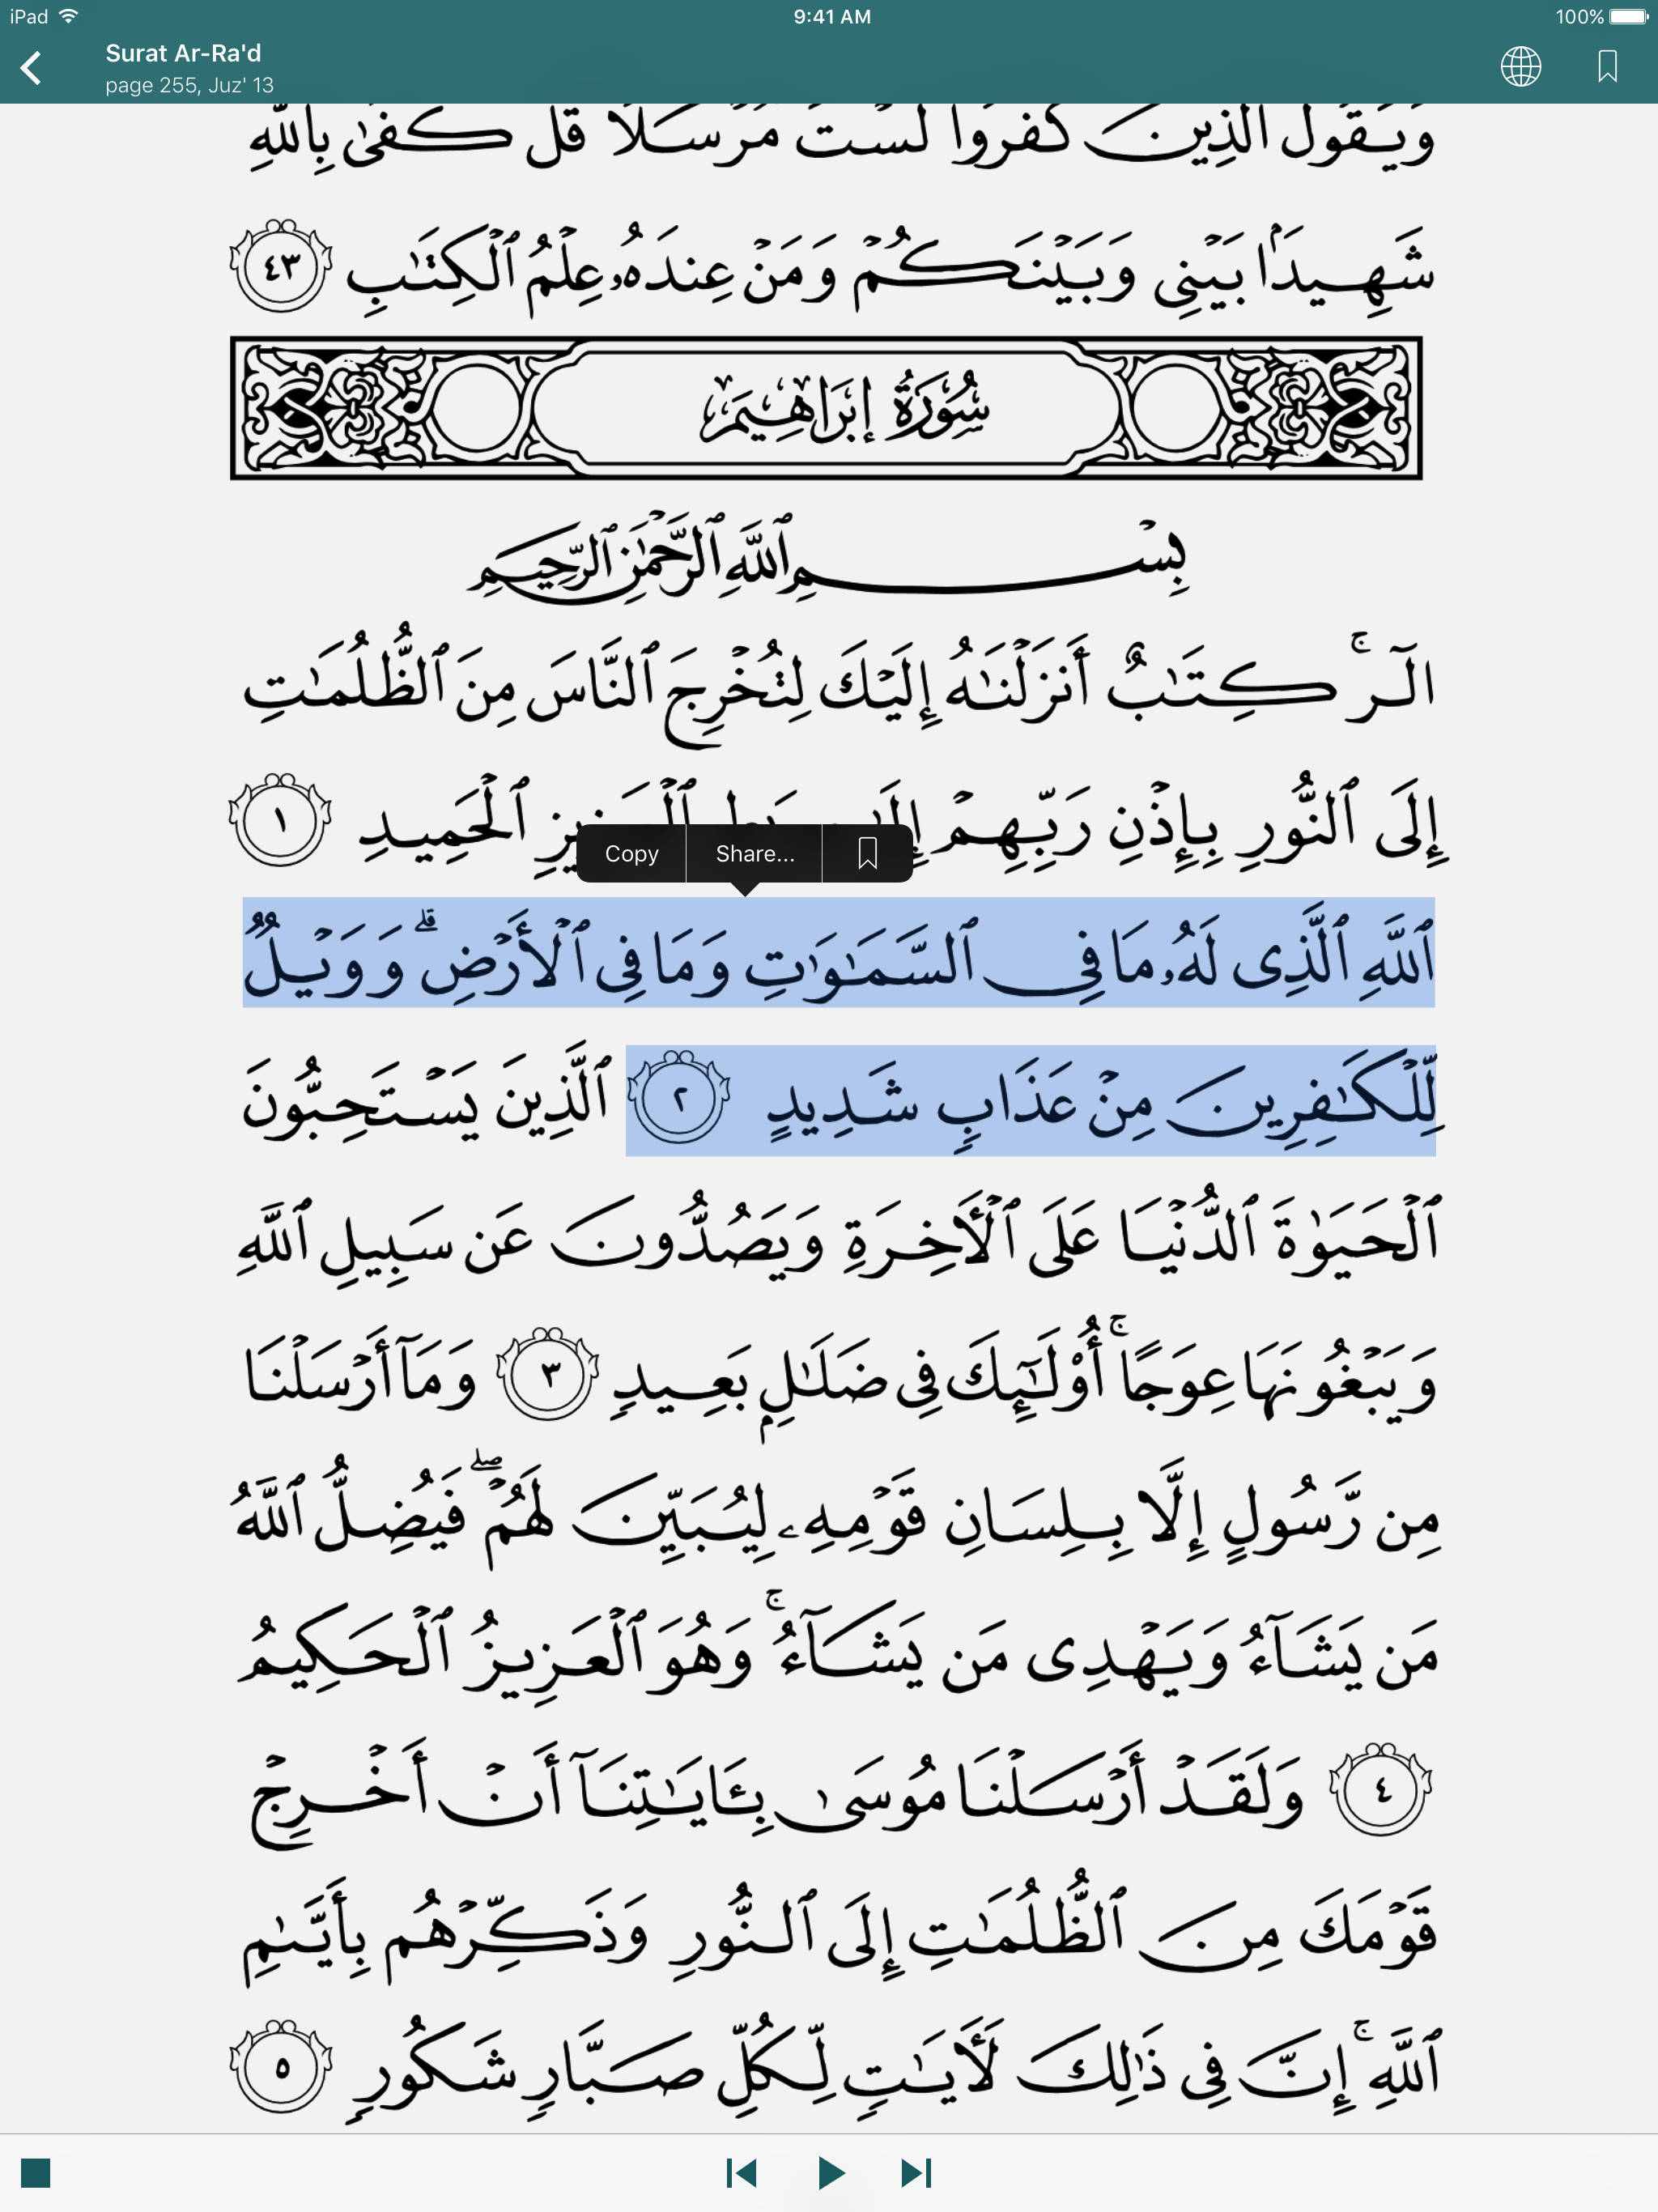 iPad 9:41 AM 100%
Surat Ar-Ra'd
page 255, Juz' 13
وَيَقُولُ ٱلَّذِينَ كَفَرُوا۟ لَسْتَ مُرْسَلًا قُلْ كَفَىٰ بِٱللَّهِ
شَهِيدًۢا بَيْنِى وَبَيْنَكُمْ وَمَنْ عِندَهُۥ عِلْمُ ٱلْكِتَٰبِ ٤٣
سُورَةُ إِبْرَاهِيمَ
بِسْمِ ٱللَّهِ ٱلرَّحْمَٰنِ ٱلرَّحِيمِ
الٓر ۚ كِتَٰبٌ أَنزَلْنَٰهُ إِلَيْكَ لِتُخْرِجَ ٱلنَّاسَ مِنَ ٱلظُّلُمَٰتِ
إِلَى ٱلنُّورِ بِإِذْنِ رَبِّهِمْ ٱلْحَمِيدِ ١
Copy Share...
ٱللَّهِ ٱلَّذِى لَهُۥ مَا فِى ٱلسَّمَٰوَٰتِ وَمَا فِى ٱلْأَرْضِ ۗ وَوَيْلٌ
لِّلْكَٰفِرِينَ مِنْ عَذَابٍ شَدِيدٍ ٢ ٱلَّذِينَ يَسْتَحِبُّونَ
ٱلْحَيَوٰةَ ٱلدُّنْيَا عَلَى ٱلْءَاخِرَةِ وَيَصُدُّونَ عَن سَبِيلِ ٱللَّهِ
وَيَبْغُونَهَا عِوَجًا ۚ أُو۟لَٰٓئِكَ فِى ضَلَٰلٍۭ بَعِيدٍ ٣ وَمَآ أَرْسَلْنَا
مِن رَّسُولٍ إِلَّا بِلِسَانِ قَوْمِهِۦ لِيُبَيِّنَ لَهُمْ ۖ فَيُضِلُّ ٱللَّهُ
مَن يَشَآءُ وَيَهْدِى مَن يَشَآءُ ۚ وَهُوَ ٱلْعَزِيزُ ٱلْحَكِيمُ
٤ وَلَقَدْ أَرْسَلْنَا مُوسَىٰ بِـَٔايَٰتِنَآ أَنْ أَخْرِجْ
قَوْمَكَ مِنَ ٱلظُّلُمَٰتِ إِلَى ٱلنُّورِ وَذَكِّرْهُم بِأَيَّىٰمِ
ٱللَّهِ ۚ إِنَّ فِى ذَٰلِكَ لَءَايَٰتٍ لِّكُلِّ صَبَّارٍ شَكُورٍ ٥